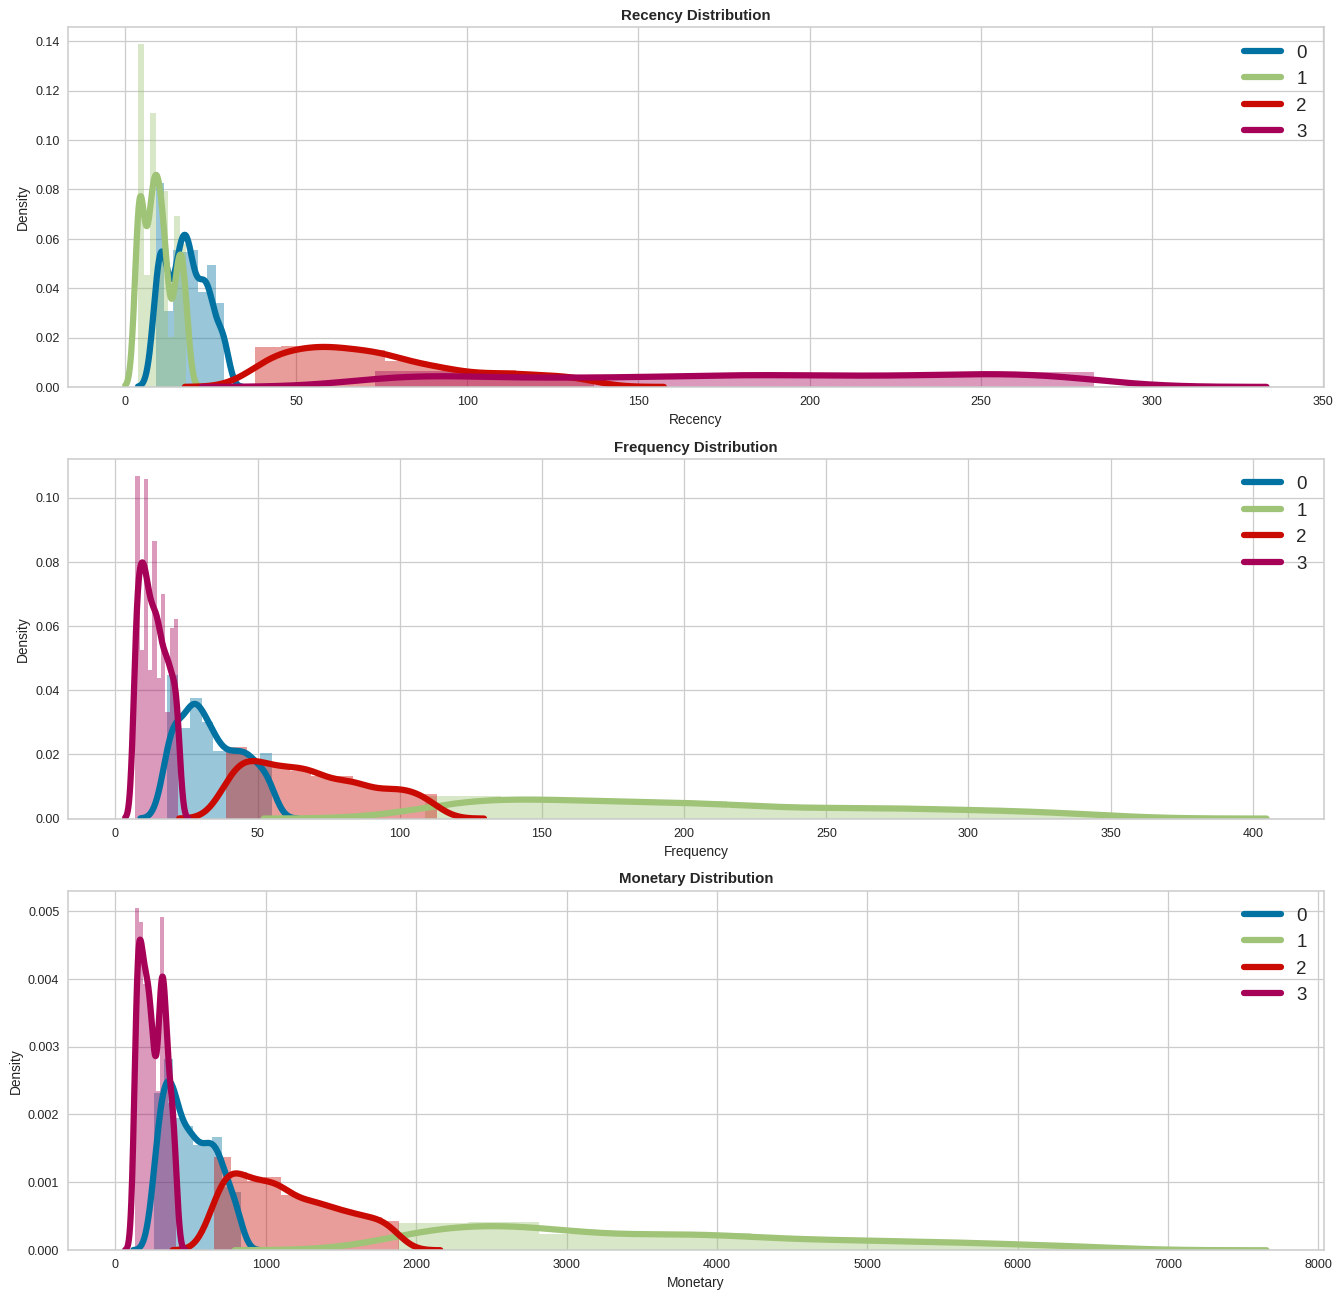 Recency Distribution
0.14
0.12
0.10
0.08
0.06
0.04
0.02
0.00
Density
0
1
2
3
0 50 100 150 200 250 300 350
Recency
Frequency Distribution
0.10
0.08
0.06
0.04
0.02
0.00
Density
0
1
2
3
0 50 100 150 200 250 300 350 400
Frequency
Monetary Distribution
0.005
0.004
0.003
0.002
0.001
0.000
Density
0
1
2
3
0 1000 2000 3000 4000 5000 6000 7000 8000
Monetary